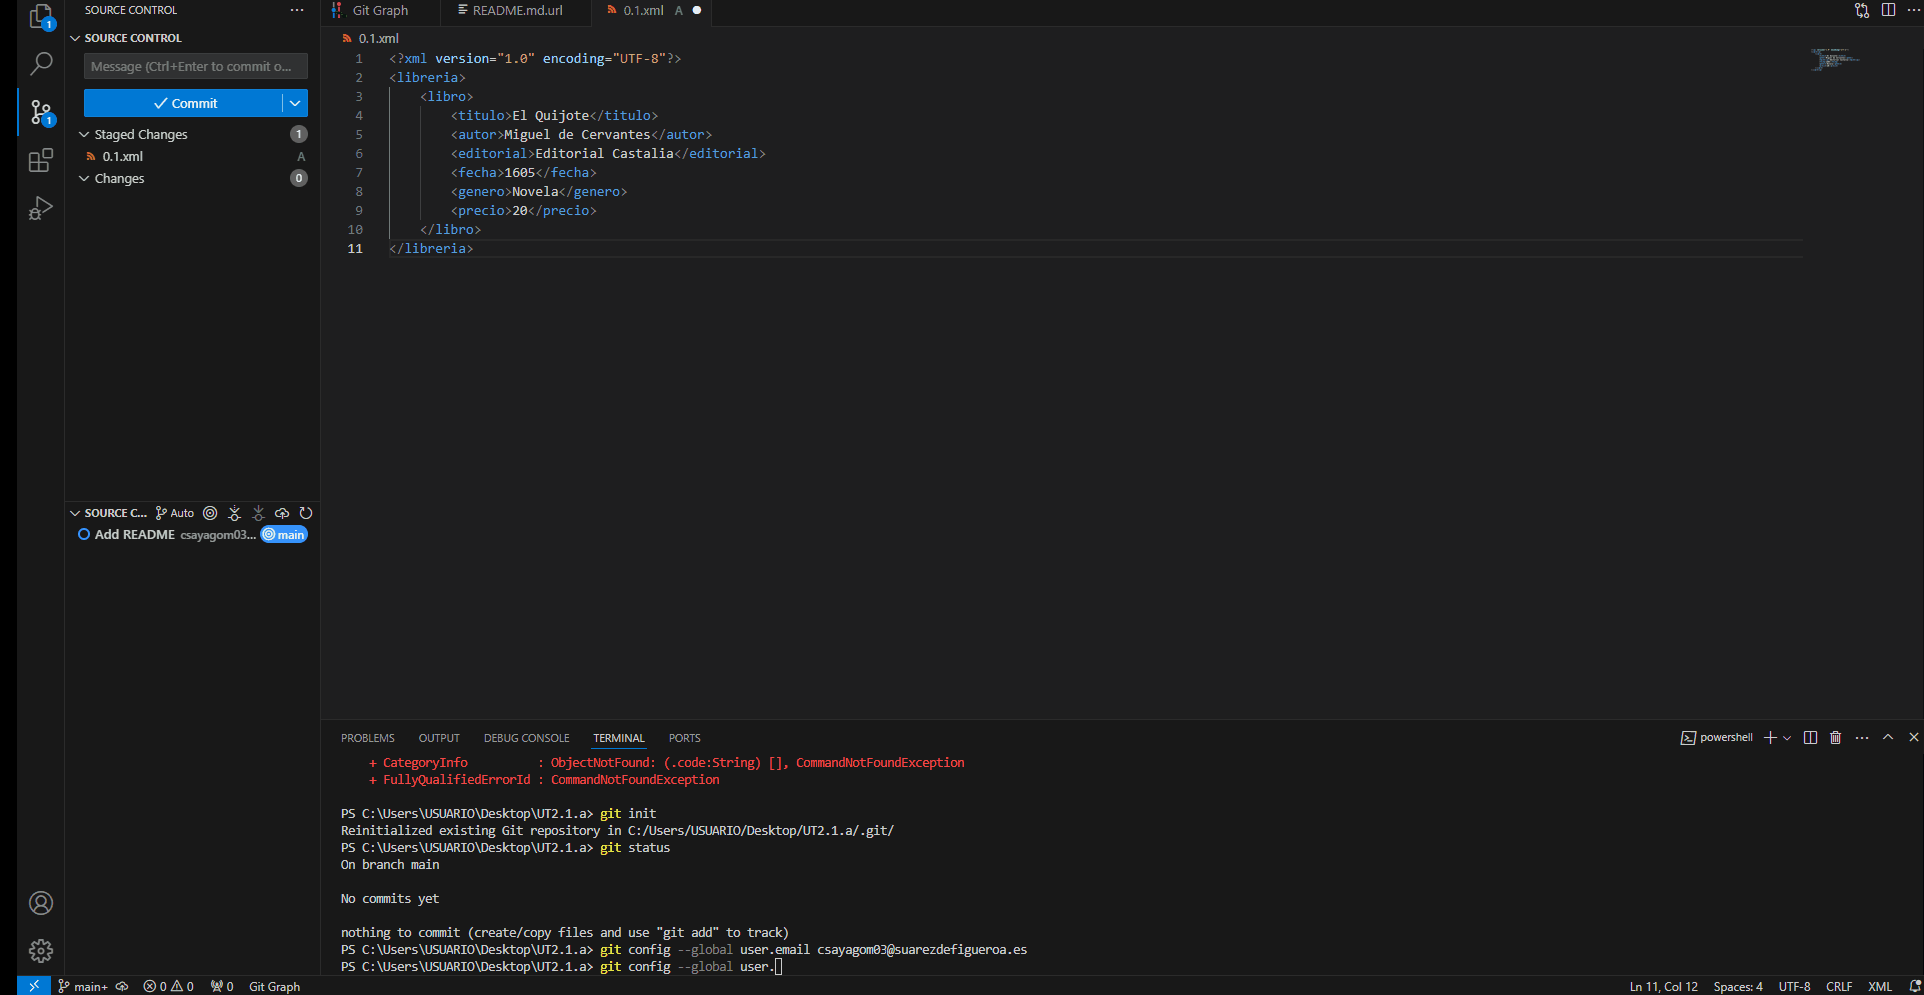 SOURCE CONTROL ···
SOURCE CONTROL
Message (Ctrl+Enter to commit o...
Commit
Staged Changes 1
0.1.xml A
Changes 0
SOURCE C... Auto
Add README csayagom03... main
1
1
Git Graph README.md.url 0.1.xml A
0.1.xml
1 <?xml version="1.0" encoding="UTF-8"?>
2 <libreria>
3 <libro>
4 <titulo>El Quijote</titulo>
5 <autor>Miguel de Cervantes</autor>
6 <editorial>Editorial Castalia</editorial>
7 <fecha>1605</fecha>
8 <genero>Novela</genero>
9 <precio>20</precio>
10 </libro>
11 </libreria>
PROBLEMS OUTPUT DEBUG CONSOLE TERMINAL PORTS powershell
+ CategoryInfo : ObjectNotFound: (.code:String) [], CommandNotFoundException
+ FullyQualifiedErrorId : CommandNotFoundException
PS C:\Users\USUARIO\Desktop\UT2.1.a> git init
Reinitialized existing Git repository in C:/Users/USUARIO/Desktop/UT2.1.a/.git/
PS C:\Users\USUARIO\Desktop\UT2.1.a> git status
On branch main
No commits yet
nothing to commit (create/copy files and use "git add" to track)
PS C:\Users\USUARIO\Desktop\UT2.1.a> git config --global user.email csayagom03@suarezdefigueroa.es
PS C:\Users\USUARIO\Desktop\UT2.1.a> git config --global user.
main+ 0 0 0 Git Graph Ln 11, Col 12 Spaces: 4 UTF-8 CRLF XML